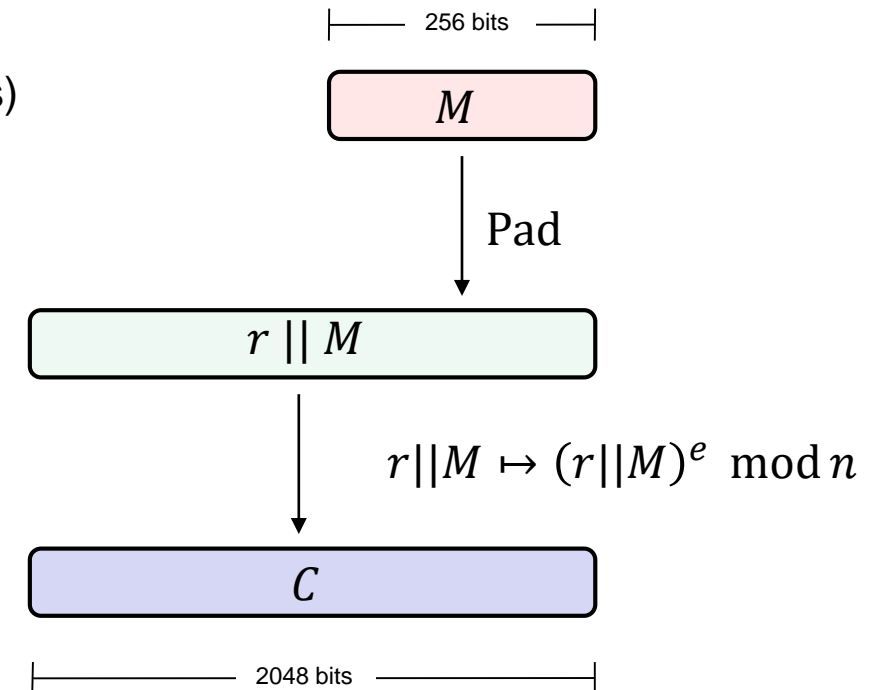 256 bits
s)
M
Pad
r || M
r||M ↦ (r||M)^e mod n
C
2048 bits